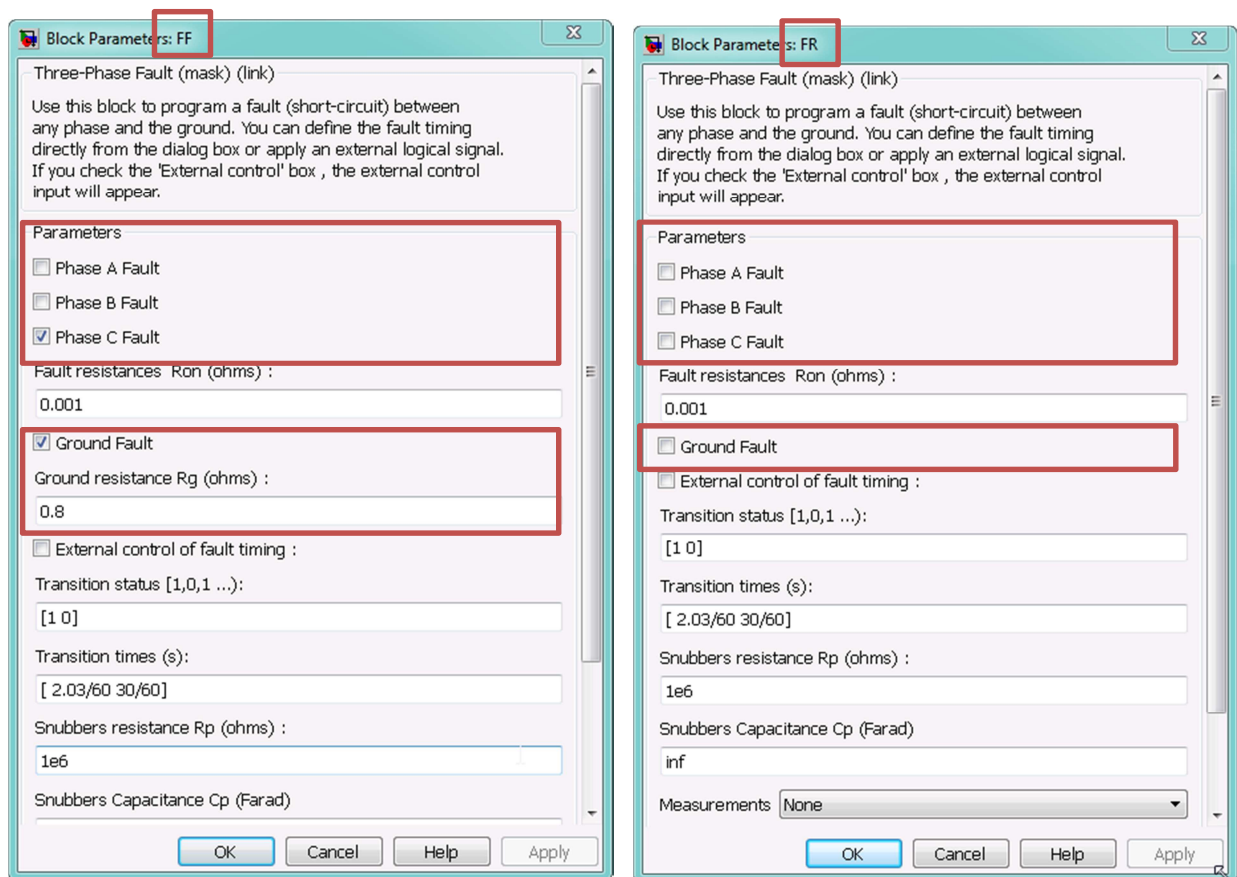 Block Parameters: FF
Three-Phase Fault (mask) (link)
Use this block to program a fault (short-circuit) between
any phase and the ground. You can define the fault timing
directly from the dialog box or apply an external logical signal.
If you check the 'External control' box , the external control
input will appear.
Parameters
Phase A Fault
Phase B Fault
Phase C Fault
Fault resistances Ron (ohms) :
0.001
Ground Fault
Ground resistance Rg (ohms) :
0.8
External control of fault timing :
Transition status [1,0,1 ...):
[1 0]
Transition times (s):
[ 2.03/60 30/60]
Snubbers resistance Rp (ohms) :
1e6
Snubbers Capacitance Cp (Farad)
OK Cancel Help Apply
Block Parameters: FR
Three-Phase Fault (mask) (link)
Use this block to program a fault (short-circuit) between
any phase and the ground. You can define the fault timing
directly from the dialog box or apply an external logical signal.
If you check the 'External control' box , the external control
input will appear.
Parameters
Phase A Fault
Phase B Fault
Phase C Fault
Fault resistances Ron (ohms) :
0.001
Ground Fault
External control of fault timing :
Transition status [1,0,1 ...):
[1 0]
Transition times (s):
[ 2.03/60 30/60]
Snubbers resistance Rp (ohms) :
1e6
Snubbers Capacitance Cp (Farad)
inf
Measurements None
OK Cancel Help Apply